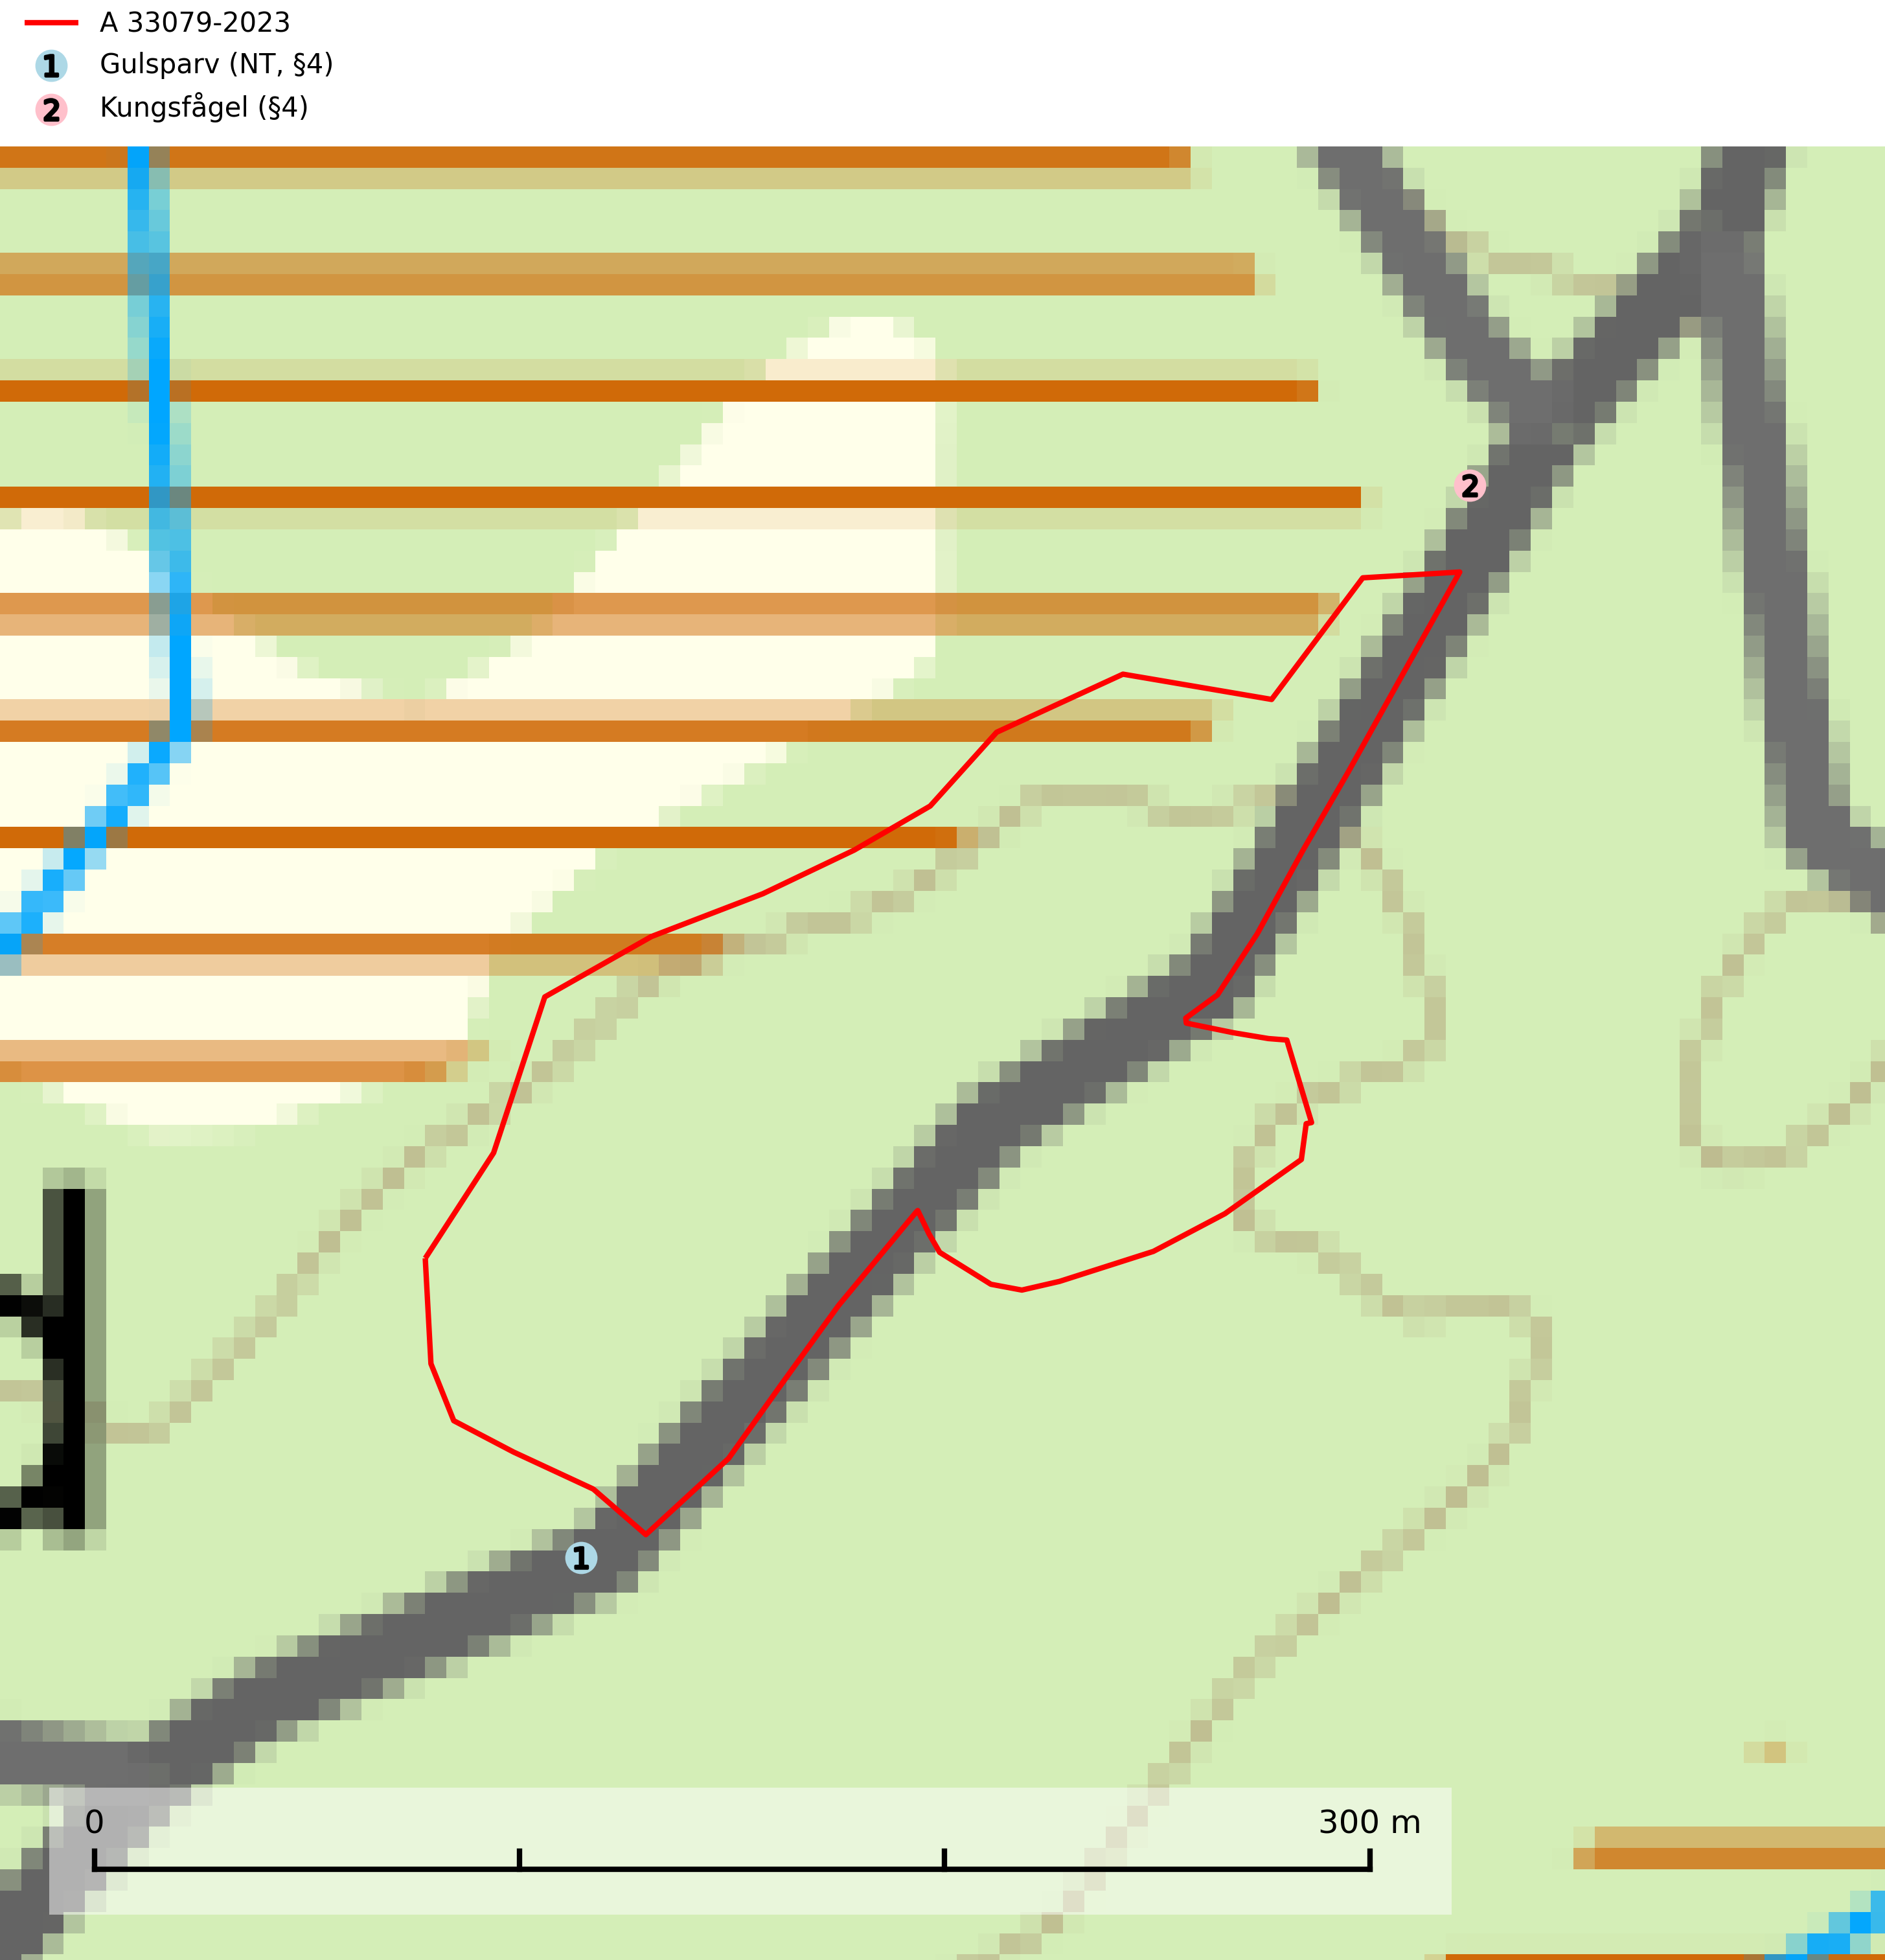 A 33079-2023
1 Gulsparv (NT, §4)
2 Kungsfågel (§4)
2
1
0 300 m